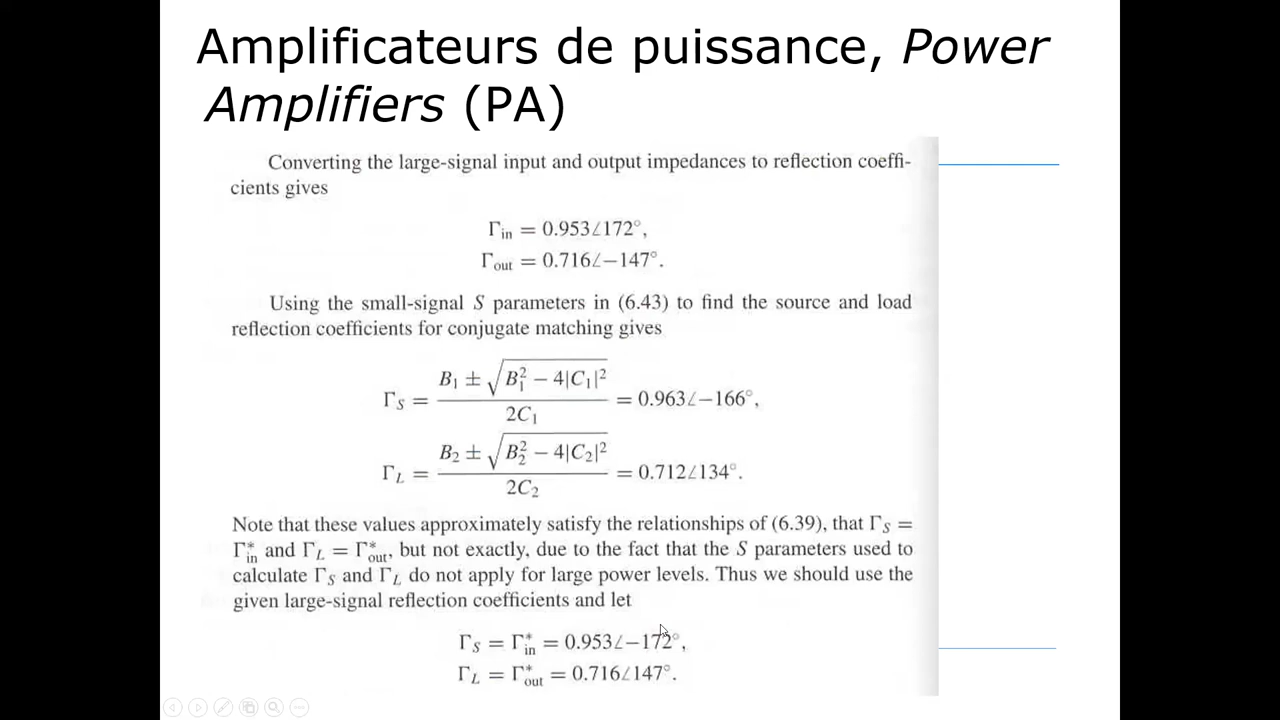 Amplificateurs de puissance, Power
Amplifiers (PA)
Converting the large-signal input and output impedances to reflection coeffi-
cients gives
Γin = 0.953∠172°,
Γout = 0.716∠−147°.
Using the small-signal S parameters in (6.43) to find the source and load
reflection coefficients for conjugate matching gives
ΓS = (B1 ± √(B1² − 4|C1|²)) / 2C1 = 0.963∠−166°,
ΓL = (B2 ± √(B2² − 4|C2|²)) / 2C2 = 0.712∠134°.
Note that these values approximately satisfy the relationships of (6.39), that ΓS =
Γ*in and ΓL = Γ*out, but not exactly, due to the fact that the S parameters used to
calculate ΓS and ΓL do not apply for large power levels. Thus we should use the
given large-signal reflection coefficients and let
ΓS = Γ*in = 0.953∠−172°,
ΓL = Γ*out = 0.716∠147°.